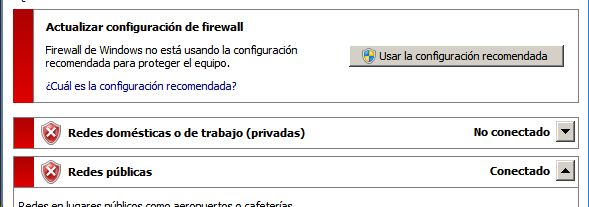 Actualizar configuración de firewall
Firewall de Windows no está usando la configuración
recomendada para proteger el equipo.
Usar la configuración recomendada
¿Cuál es la configuración recomendada?
Redes domésticas o de trabajo (privadas) No conectado
Redes públicas Conectado
Redes en lugares públicos como aeropuertos o cafeterías